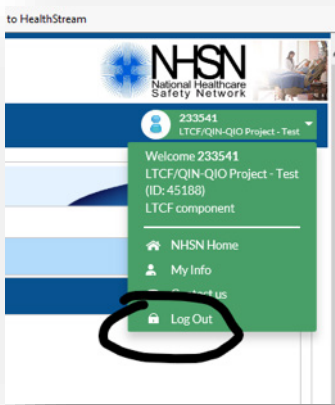 to HealthStream
NHSN
National Healthcare
Safety Network
233541
LTCF/QIN-QIO Project - Test
Welcome 233541
LTCF/QIN-QIO Project - Test
(ID: 45188)
LTCF component
NHSN Home
My Info
Contact us
Log Out